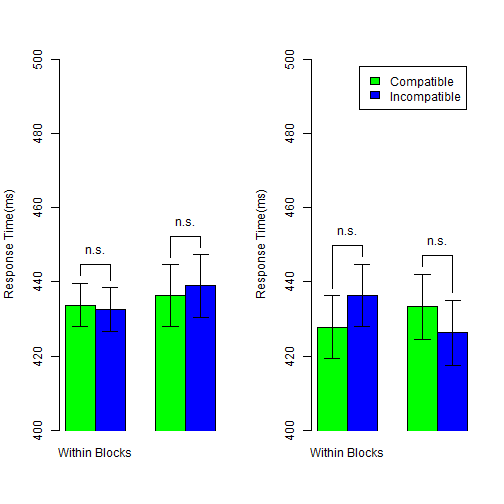 Response Time(ms)
500
480
460
440
420
400
n.s.
n.s.
Within Blocks
Response Time(ms)
500
480
460
440
420
400
Compatible
Incompatible
n.s.
n.s.
Within Blocks